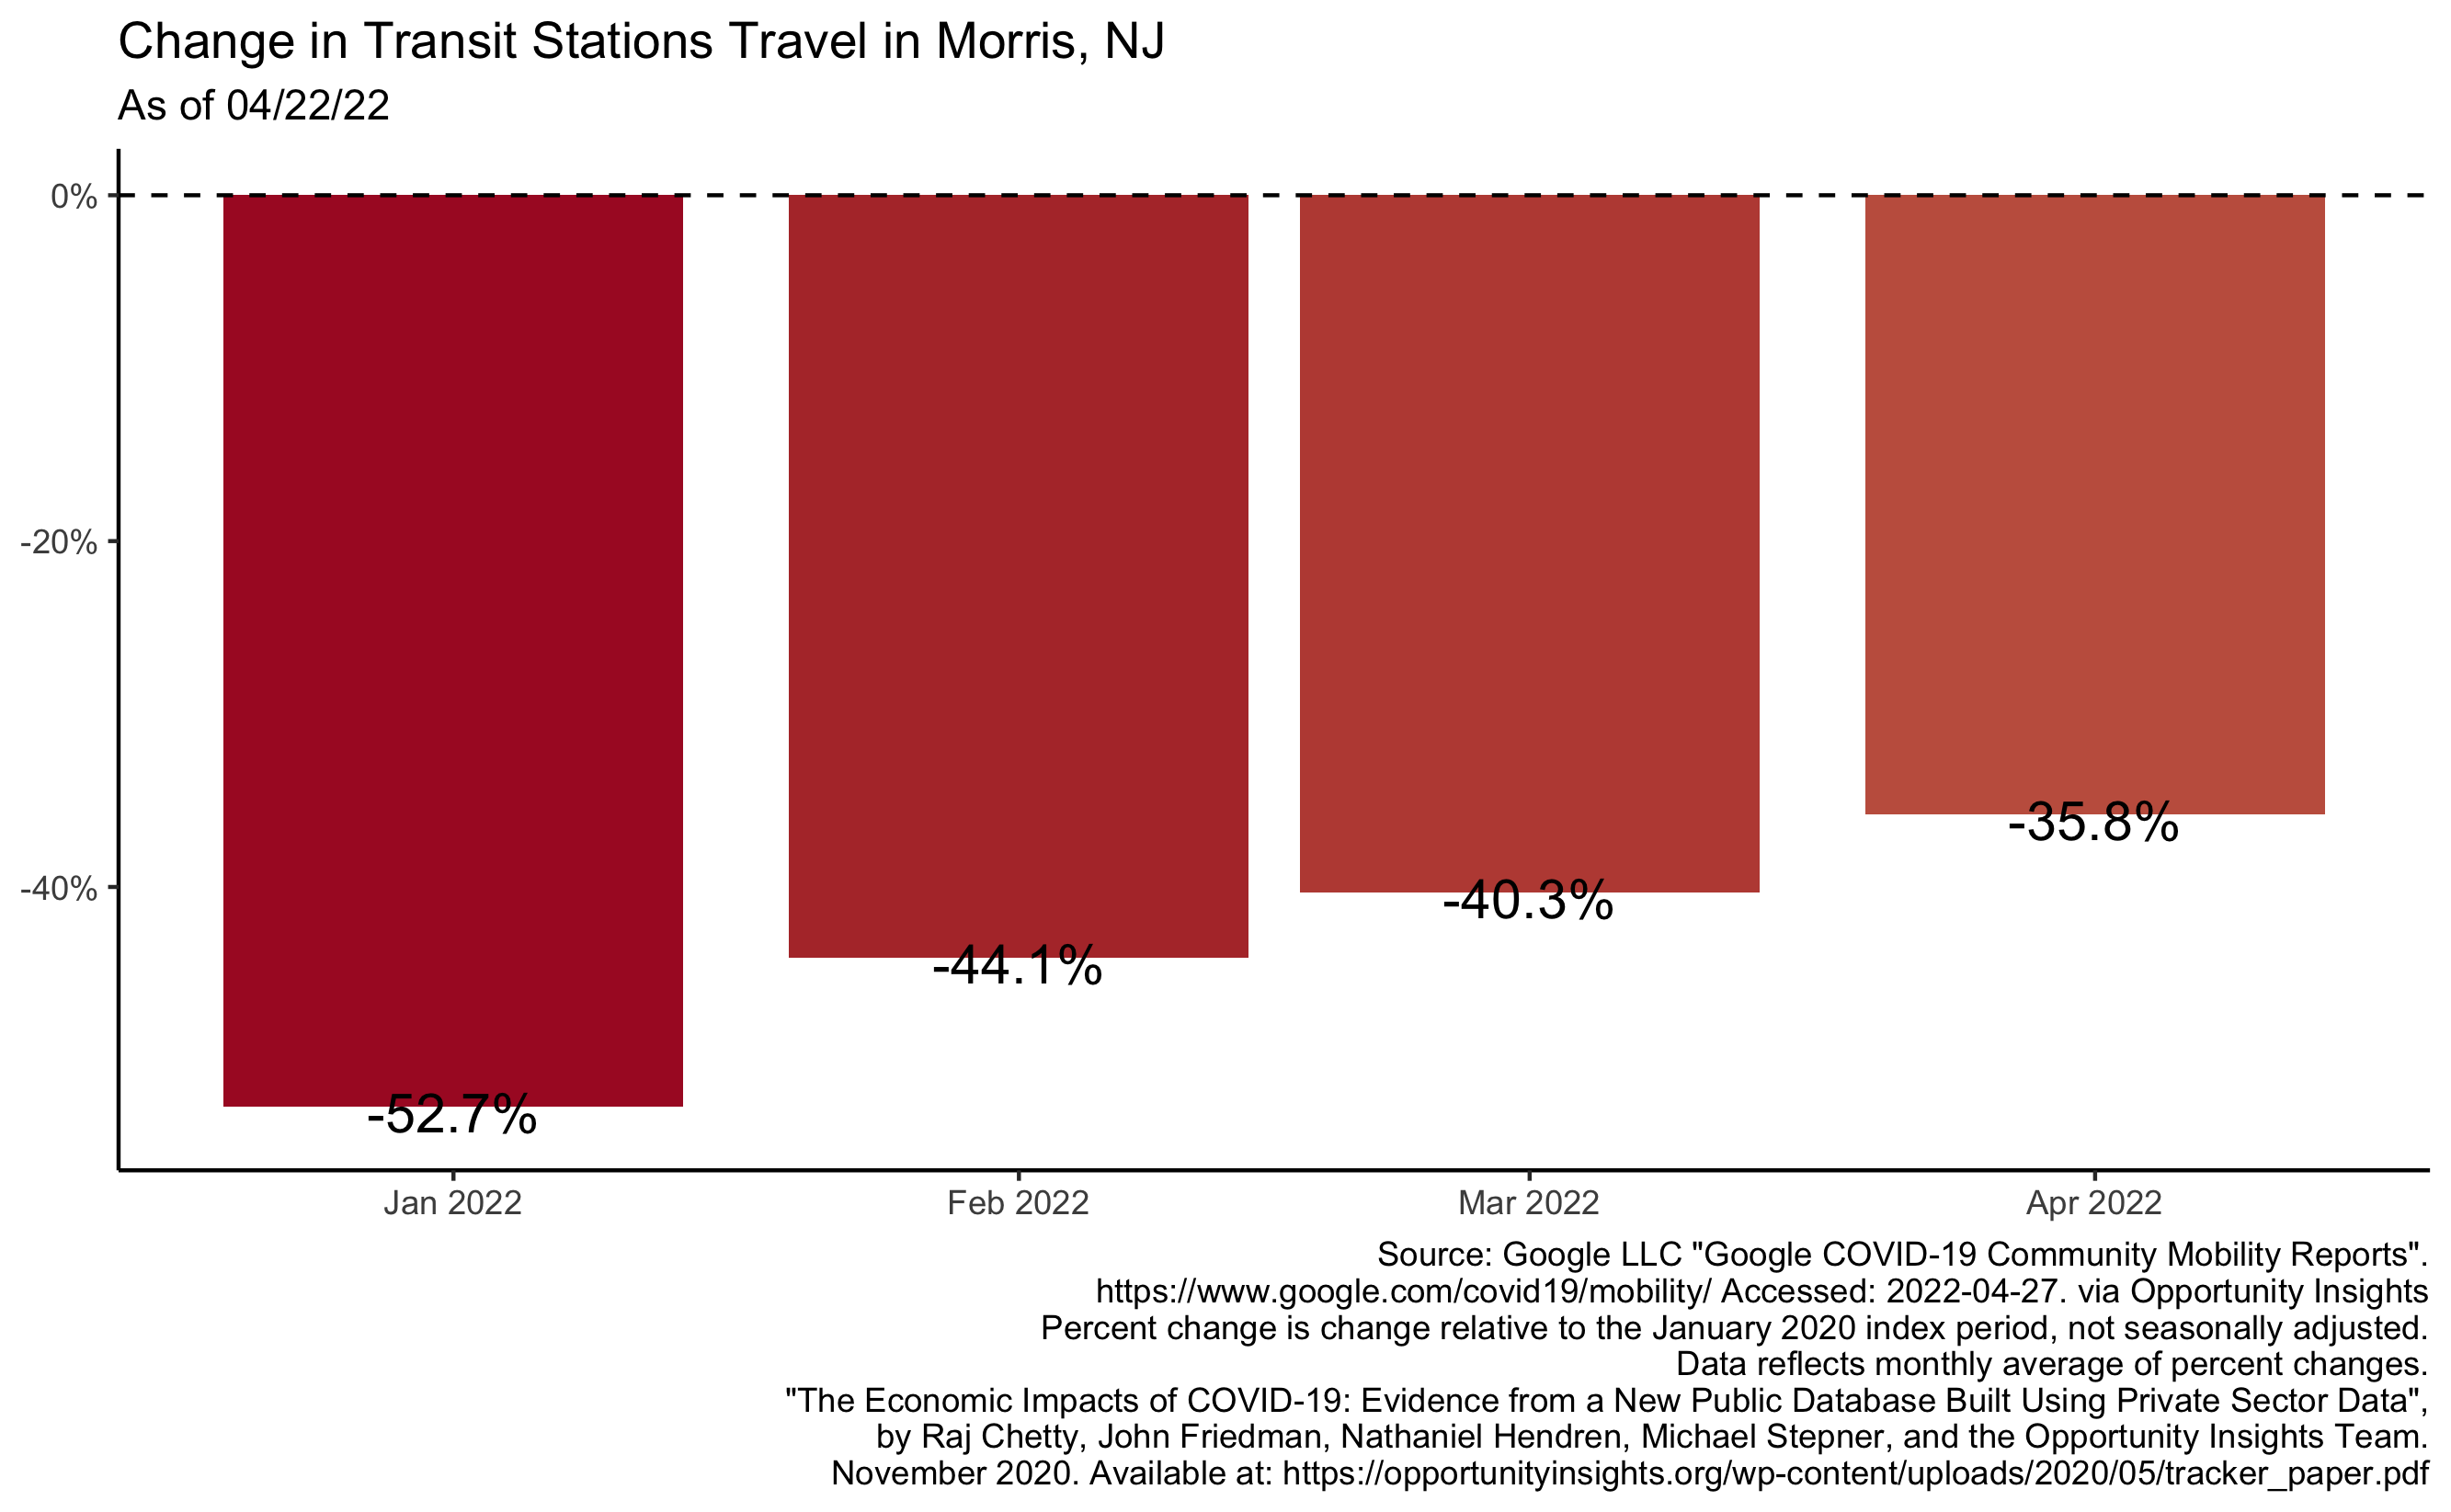 Change in Transit Stations Travel in Morris, NJ
As of 04/22/22
0%
-20%
-40%
-52.7%
-44.1%
-40.3%
-35.8%
Jan 2022
Feb 2022
Mar 2022
Apr 2022
Source: Google LLC "Google COVID-19 Community Mobility Reports".
https://www.google.com/covid19/mobility/ Accessed: 2022-04-27. via Opportunity Insights
Percent change is change relative to the January 2020 index period, not seasonally adjusted.
Data reflects monthly average of percent changes.
"The Economic Impacts of COVID-19: Evidence from a New Public Database Built Using Private Sector Data",
by Raj Chetty, John Friedman, Nathaniel Hendren, Michael Stepner, and the Opportunity Insights Team.
November 2020. Available at: https://opportunityinsights.org/wp-content/uploads/2020/05/tracker_paper.pdf